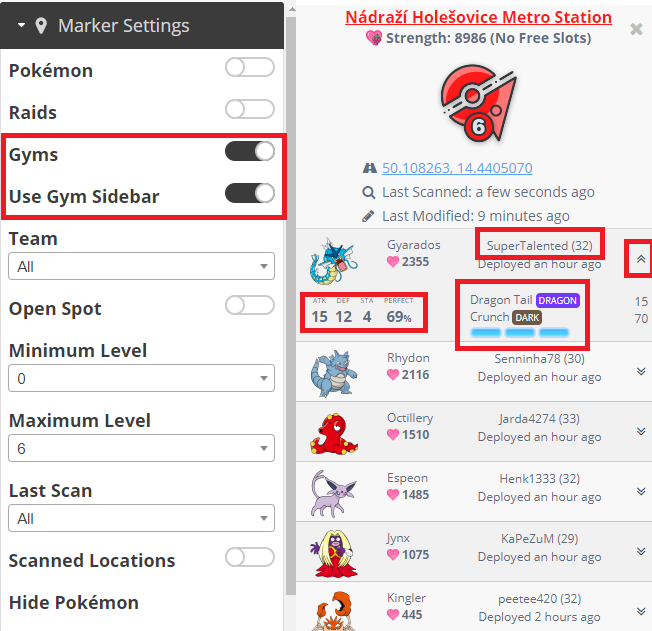 Marker Settings
Pokémon
Raids
Gyms
Use Gym Sidebar
Team
All
Open Spot
Minimum Level
0
Maximum Level
6
Last Scan
All
Scanned Locations
Hide Pokémon
Nádraží Holešovice Metro Station
Strength: 8986 (No Free Slots)
6
50.108263, 14.4405070
Last Scanned: a few seconds ago
Last Modified: 9 minutes ago
Gyarados SuperTalented (32)
2355 Deployed an hour ago
ATK DEF STA PERFECT
15 12 4 69%
Dragon Tail DRAGON 15
Crunch DARK 70
Rhydon Senninha78 (30)
2116 Deployed an hour ago
Octillery Jarda4274 (33)
1510 Deployed an hour ago
Espeon Henk1333 (32)
1485 Deployed an hour ago
Jynx KaPeZuM (29)
1075 Deployed an hour ago
Kingler peetee420 (32)
445 Deployed 2 hours ago